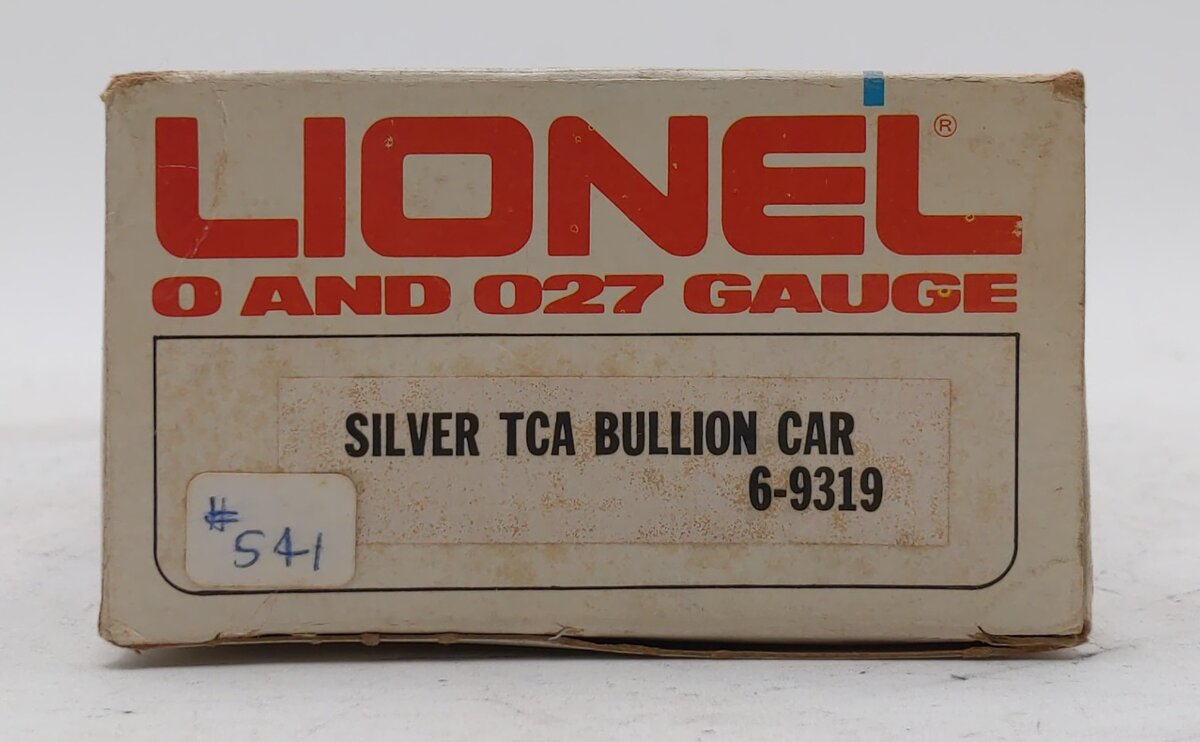 LIONEL®
O AND O27 GAUGE
SILVER TCA BULLION CAR
6-9319
#
541